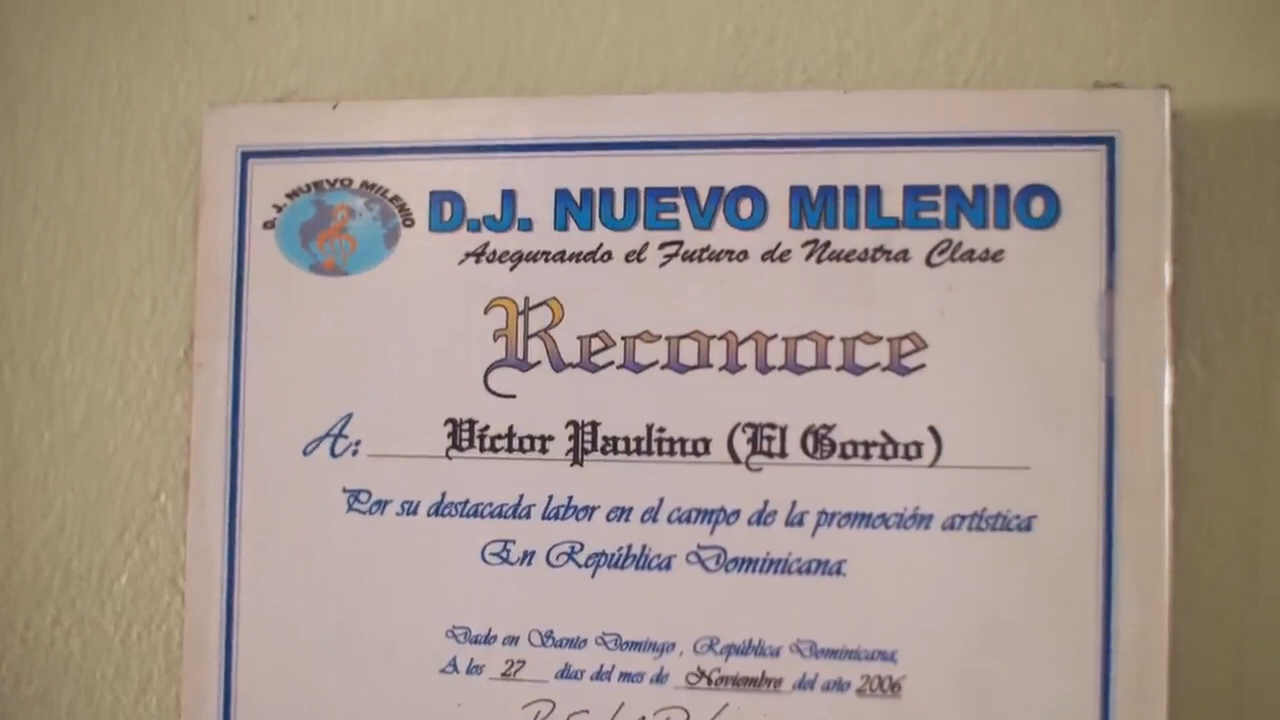 D.J. NUEVO MILENIO
D.J. NUEVO MILENIO
Asegurando el Futuro de Nuestra Clase
Reconoce
A: Víctor Paulino (El Gordo)
Por su destacada labor en el campo de la promoción artística
En República Dominicana.
Dado en Santo Domingo, República Dominicana,
A los 27 días del mes de Noviembre del año 2006